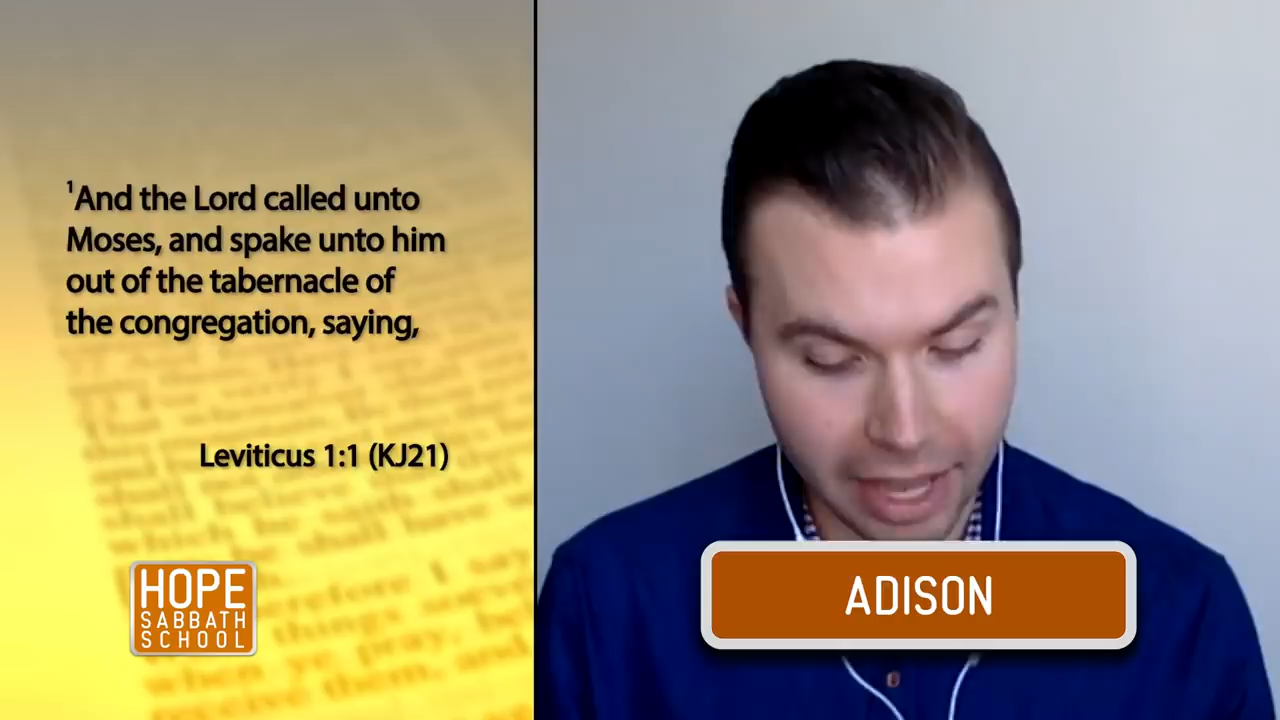 ¹And the Lord called unto
Moses, and spake unto him
out of the tabernacle of
the congregation, saying,
Leviticus 1:1 (KJ21)
HOPE
SABBATH
SCHOOL
ADISON